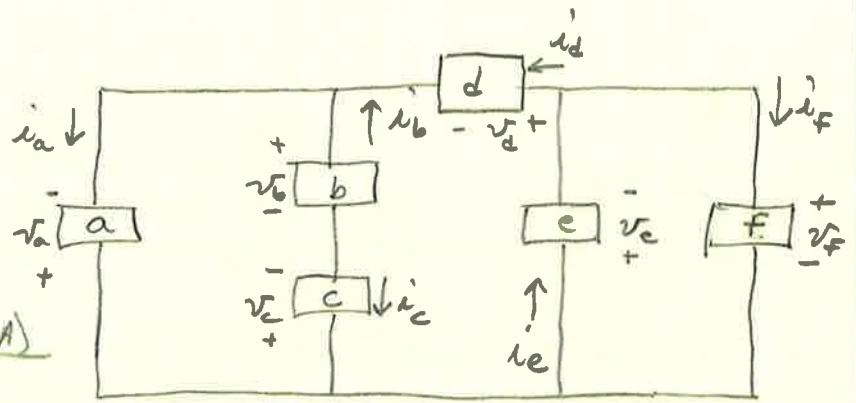 i_d
d
i_a ↓ ↑ i_b - v_d + ↓ i_f
+
- v_b b - +
v_a a - e v_e f v_f
+ - + -
v_c c ↓ i_c ↑
+ i_e
A)